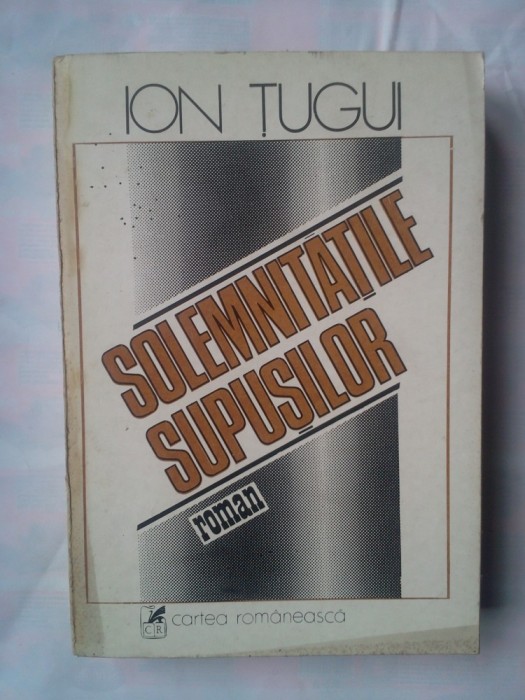 ION ȚUGUI
SOLEMNITĂȚILE
SUPUȘILOR
roman
CR
cartea românească